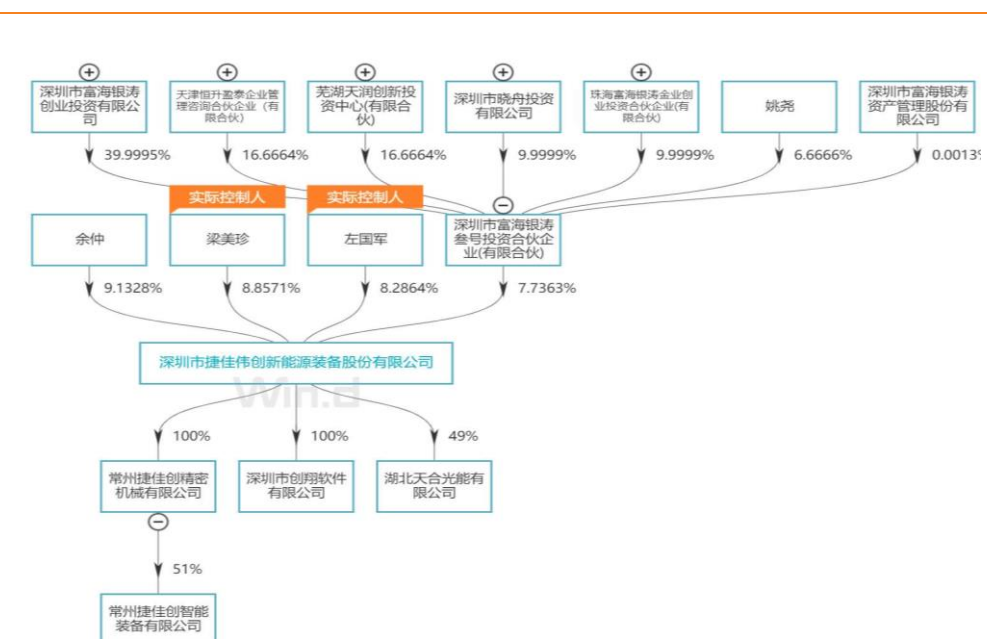 深圳市富海银涛
创业投资有限公
司
天津恒升盈泰企业管
理咨询合伙企业（有
限合伙)
芜湖天润创新投
资中心(有限合
伙)
深圳市晓舟投资
有限公司
珠海富海银涛金业创
业投资合伙企业(有
限合伙)
姚尧
深圳市富海银涛
资产管理股份有
限公司
39.9995%
16.6664%
16.6664%
9.9999%
9.9999%
6.6666%
0.0013%
实际控制人
实际控制人
余仲
梁美珍
左国军
深圳市富海银涛
叁号投资合伙企
业(有限合伙)
9.1328%
8.8571%
8.2864%
7.7363%
深圳市捷佳伟创新能源装备股份有限公司
Win.d
100%
100%
49%
常州捷佳创精密
机械有限公司
深圳市创翔软件
有限公司
湖北天合光能有
限公司
51%
常州捷佳创智能
装备有限公司